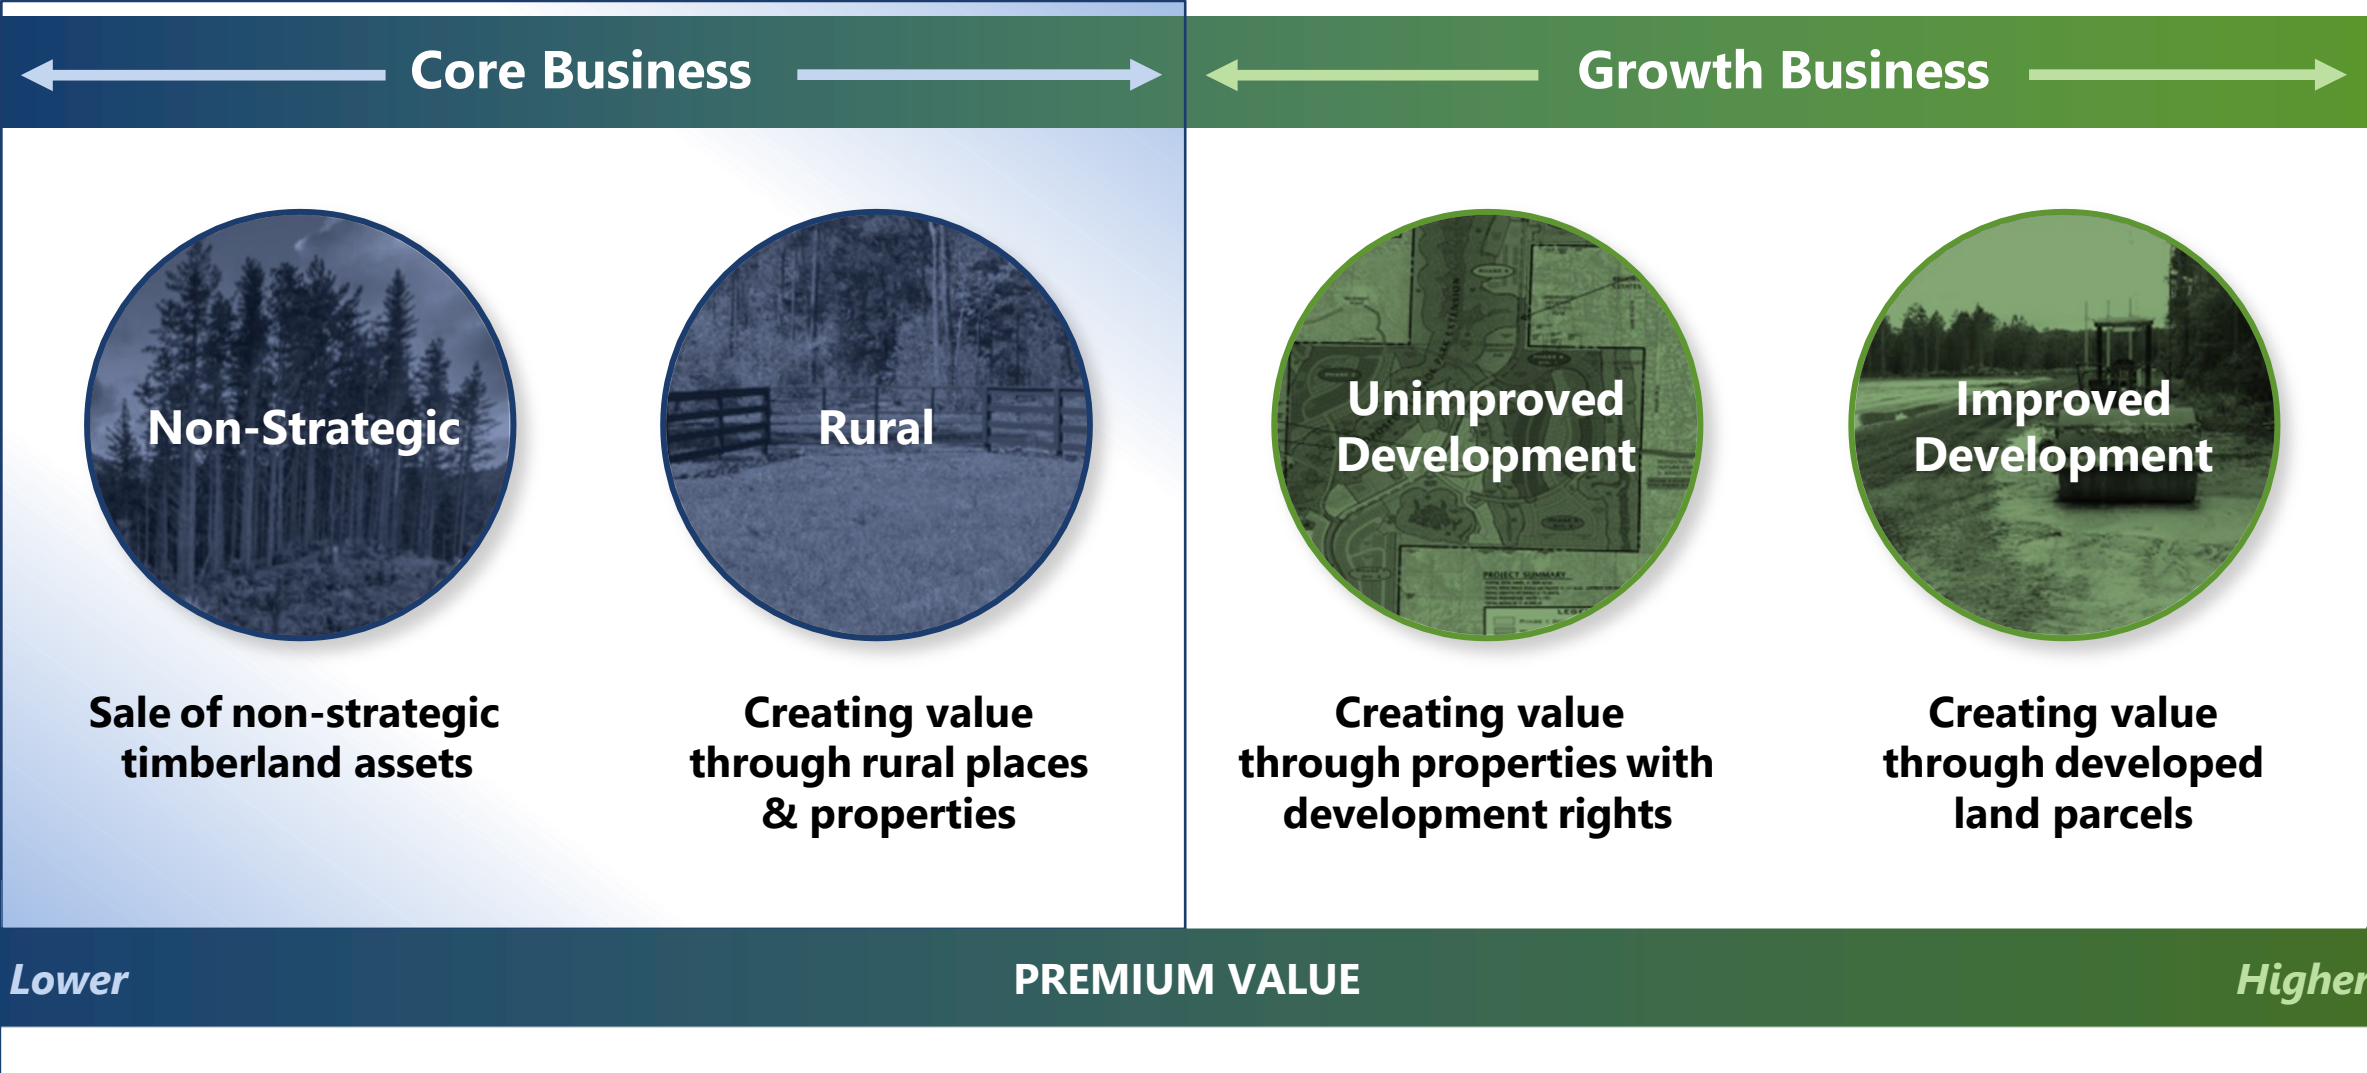 Core Business
Growth Business
Non-Strategic
Rural
Unimproved
Development
Improved
Development
Sale of non-strategic
timberland assets
Creating value
through rural places
& properties
Creating value
through properties with
development rights
Creating value
through developed
land parcels
PROJECT SUMMARY
Lower
PREMIUM VALUE
Higher